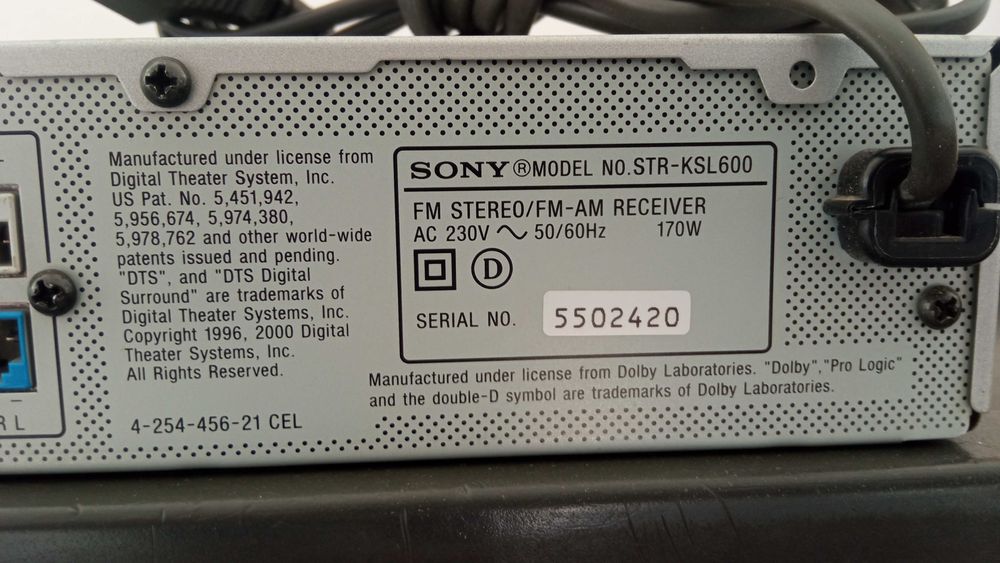 Manufactured under license from
Digital Theater System, Inc.
US Pat. No. 5,451,942,
5,956,674, 5,974,380,
5,978,762 and other world-wide
patents issued and pending.
"DTS", and "DTS Digital
Surround" are trademarks of
Digital Theater Systems, Inc.
Copyright 1996, 2000 Digital
Theater Systems, Inc.
All Rights Reserved.
4-254-456-21 CEL
SONY ® MODEL NO.STR-KSL600
FM STEREO/FM-AM RECEIVER
AC 230V ~ 50/60Hz 170W
D
SERIAL NO. 5502420
Manufactured under license from Dolby Laboratories. "Dolby","Pro Logic"
and the double-D symbol are trademarks of Dolby Laboratories.
R L